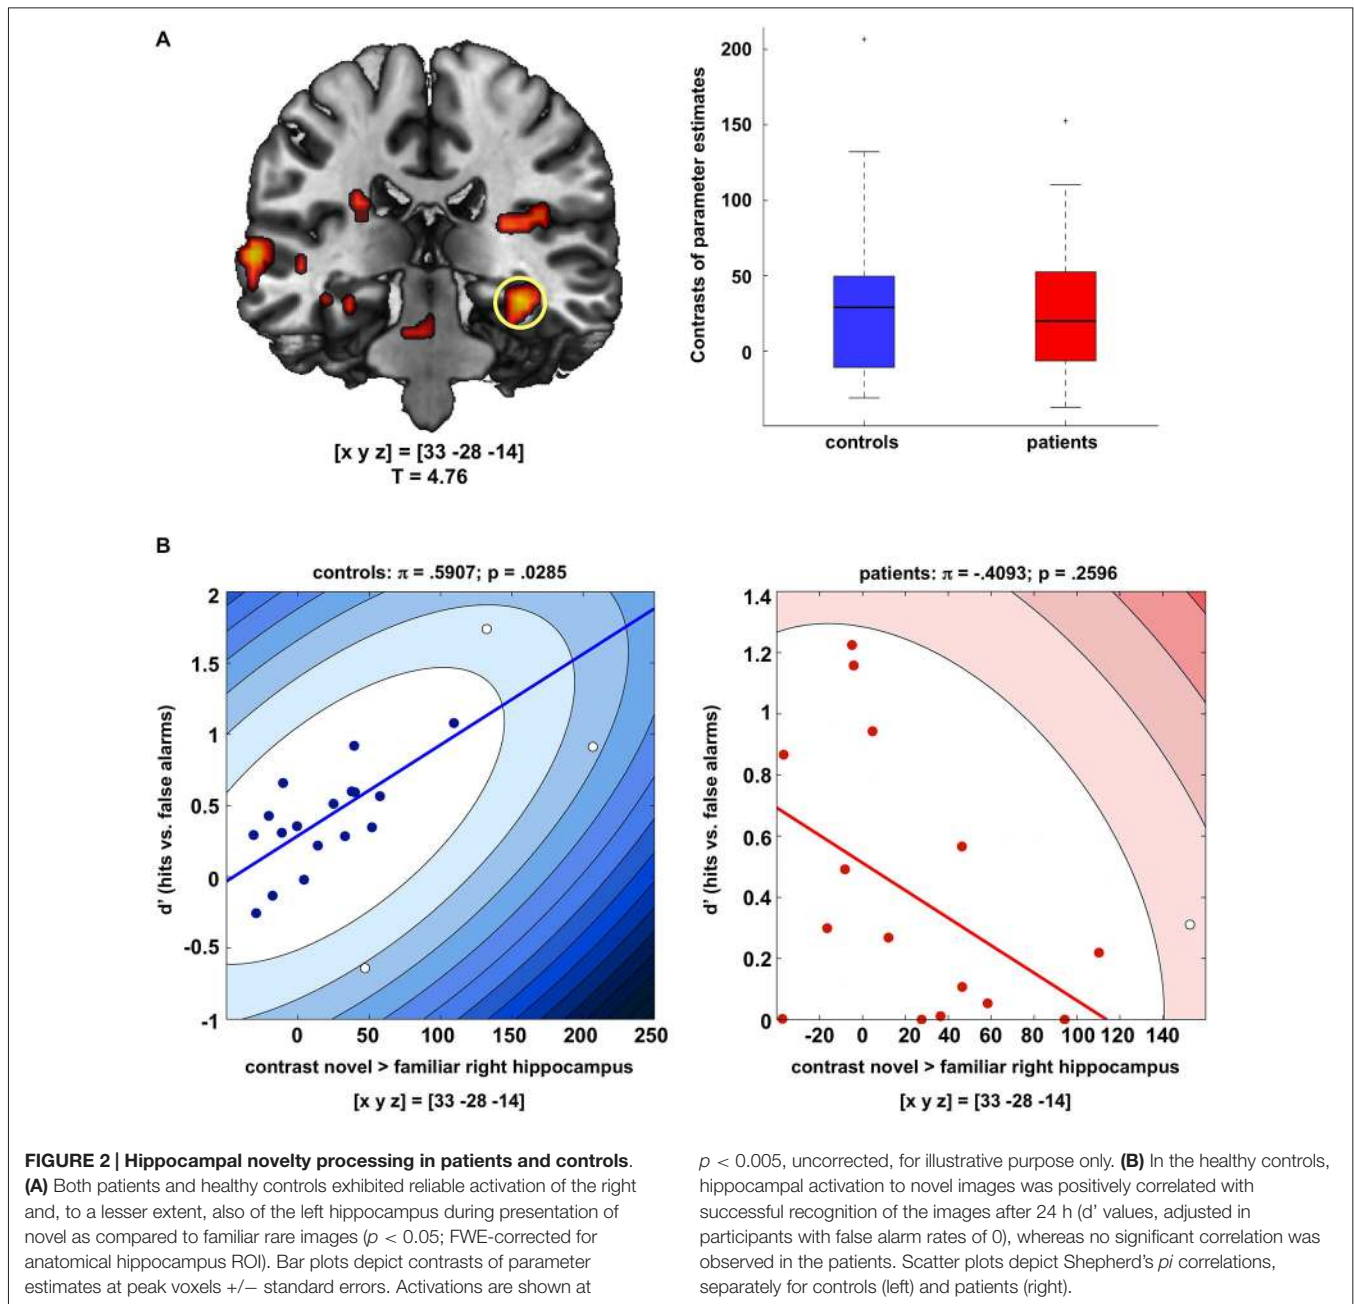 A
[x y z] = [33 -28 -14]
T = 4.76
Contrasts of parameter estimates
200
150
100
50
0
controls
patients
B
controls: π = .5907; p = .0285
d' (hits vs. false alarms)
2
1.5
1
0.5
0
-0.5
-1
0 50 100 150 200 250
contrast novel > familiar right hippocampus
[x y z] = [33 -28 -14]
patients: π = -.4093; p = .2596
d' (hits vs. false alarms)
1.4
1.2
1
0.8
0.6
0.4
0.2
0
-20 0 20 40 60 80 100 120 140
contrast novel > familiar right hippocampus
[x y z] = [33 -28 -14]
FIGURE 2 | Hippocampal novelty processing in patients and controls.
(A) Both patients and healthy controls exhibited reliable activation of the right
and, to a lesser extent, also of the left hippocampus during presentation of
novel as compared to familiar rare images (p < 0.05; FWE-corrected for
anatomical hippocampus ROI). Bar plots depict contrasts of parameter
estimates at peak voxels +/− standard errors. Activations are shown at
p < 0.005, uncorrected, for illustrative purpose only. (B) In the healthy controls,
hippocampal activation to novel images was positively correlated with
successful recognition of the images after 24 h (d' values, adjusted in
participants with false alarm rates of 0), whereas no significant correlation was
observed in the patients. Scatter plots depict Shepherd's pi correlations,
separately for controls (left) and patients (right).